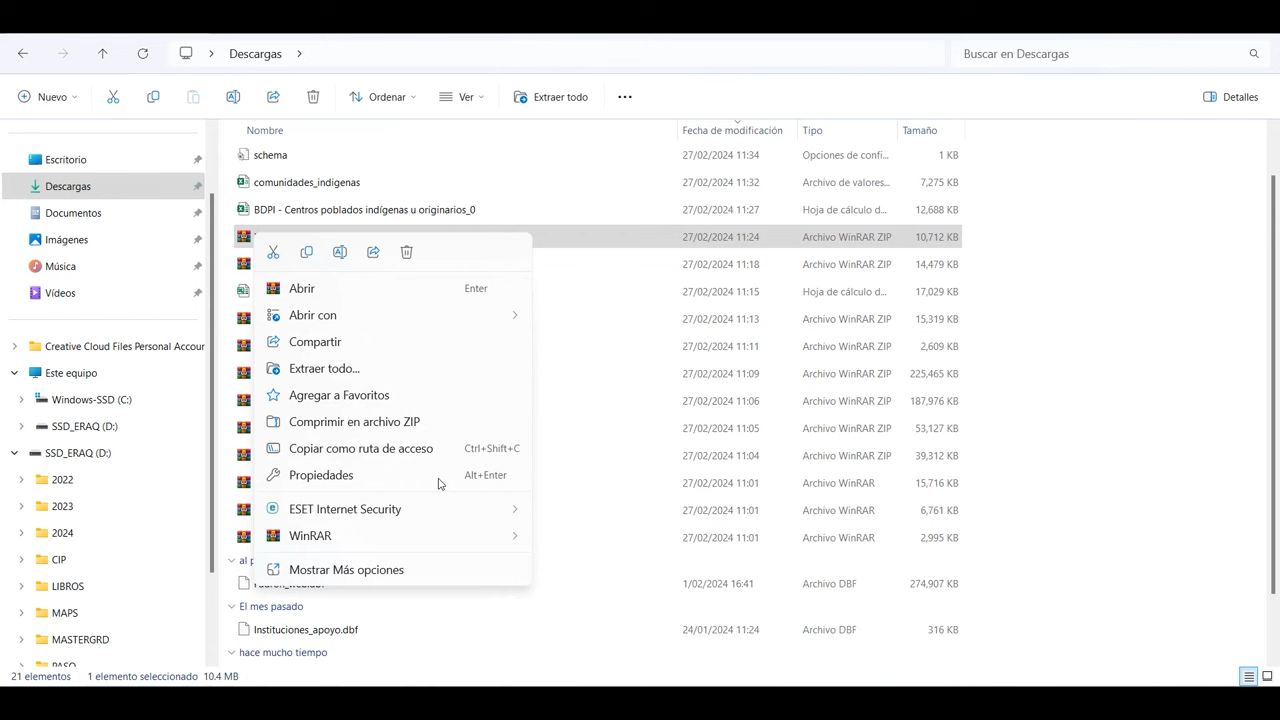 Descargas
Buscar en Descargas
Nuevo
Ordenar
Ver
Extraer todo
Detalles
Nombre Fecha de modificación Tipo Tamaño
Escritorio
Descargas
Documentos
Imágenes
Música
Vídeos
Creative Cloud Files Personal Accour
Este equipo
Windows-SSD (C:)
SSD_ERAQ (D:)
SSD_ERAQ (D:)
2022
2023
2024
CIP
LIBROS
MAPS
MASTERGRD
PASO
schema 27/02/2024 11:34 Opciones de confi... 1 KB
comunidades_indigenas 27/02/2024 11:32 Archivo de valores... 7,275 KB
BDPI - Centros poblados indígenas u originarios_0 27/02/2024 11:27 Hoja de cálculo d... 12,688 KB
27/02/2024 11:24 Archivo WinRAR ZIP 10,712 KB
27/02/2024 11:18 Archivo WinRAR ZIP 14,479 KB
27/02/2024 11:15 Hoja de cálculo d... 17,029 KB
27/02/2024 11:13 Archivo WinRAR ZIP 15,319 KB
27/02/2024 11:11 Archivo WinRAR ZIP 2,609 KB
27/02/2024 11:09 Archivo WinRAR ZIP 225,465 KB
27/02/2024 11:06 Archivo WinRAR ZIP 187,976 KB
27/02/2024 11:05 Archivo WinRAR ZIP 53,127 KB
27/02/2024 11:04 Archivo WinRAR ZIP 39,312 KB
27/02/2024 11:01 Archivo WinRAR 15,716 KB
27/02/2024 11:01 Archivo WinRAR 6,761 KB
27/02/2024 11:01 Archivo WinRAR 2,995 KB
1/02/2024 16:41 Archivo DBF 274,907 KB
El mes pasado
Instituciones_apoyo.dbf 24/01/2024 11:24 Archivo DBF 316 KB
hace mucho tiempo
Abrir Enter
Abrir con
Compartir
Extraer todo...
Agregar a Favoritos
Comprimir en archivo ZIP
Copiar como ruta de acceso Ctrl+Shift+C
Propiedades Alt+Enter
ESET Internet Security
WinRAR
Mostrar Más opciones
21 elementos 1 elemento seleccionado 10.4 MB